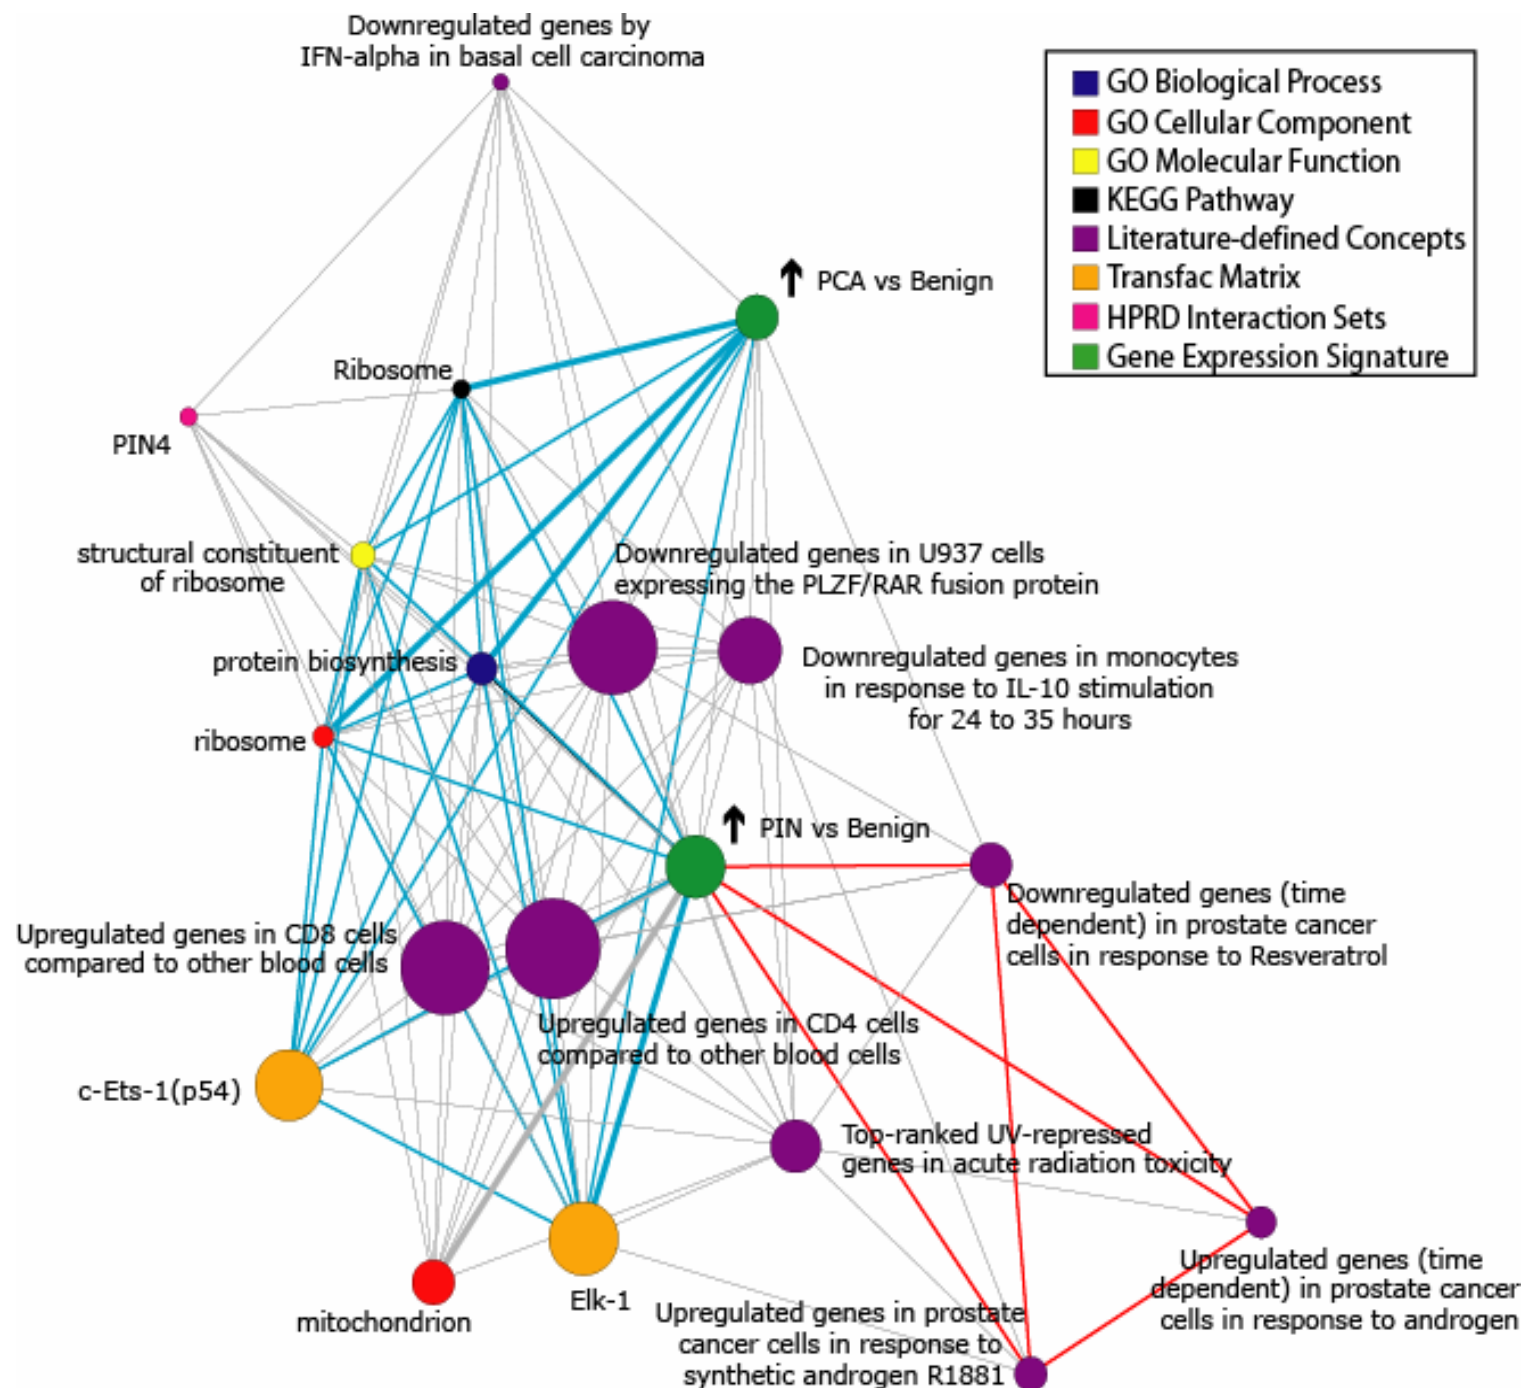 Downregulated genes by
IFN-alpha in basal cell carcinoma
GO Biological Process
GO Cellular Component
GO Molecular Function
KEGG Pathway
Literature-defined Concepts
Transfac Matrix
HPRD Interaction Sets
Gene Expression Signature
PCA vs Benign
Ribosome
PIN4
structural constituent
of ribosome
Downregulated genes in U937 cells
expressing the PLZF/RAR fusion protein
protein biosynthesis
Downregulated genes in monocytes
in response to IL-10 stimulation
for 24 to 35 hours
ribosome
PIN vs Benign
Downregulated genes (time
dependent) in prostate cancer
cells in response to Resveratrol
Upregulated genes in CD8 cells
compared to other blood cells
Upregulated genes in CD4 cells
compared to other blood cells
c-Ets-1(p54)
Top-ranked UV-repressed
genes in acute radiation toxicity
Upregulated genes (time
dependent) in prostate cancer
cells in response to androgen
mitochondrion
Elk-1
Upregulated genes in prostate
cancer cells in response to
synthetic androgen R1881